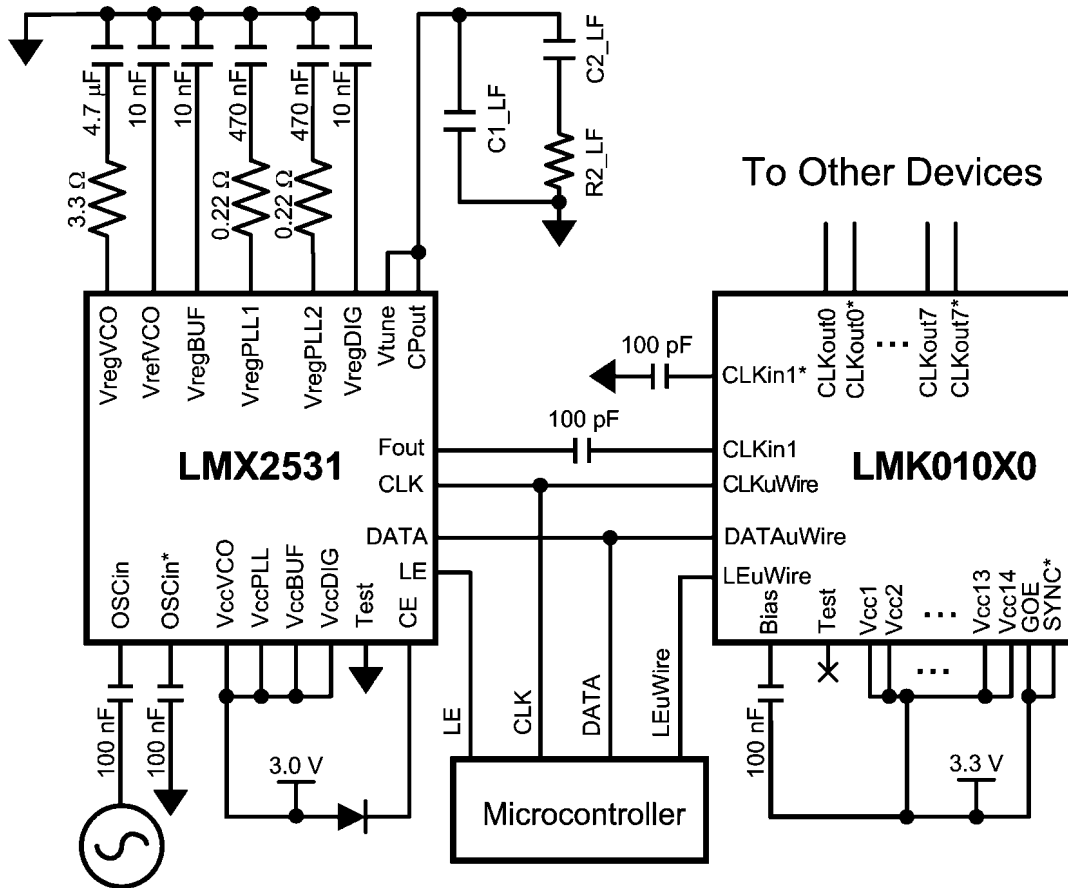 4.7 µF
10 nF
10 nF
470 nF
470 nF
10 nF
C1_LF
C2_LF
R2_LF
3.3 Ω
0.22 Ω
0.22 Ω
To Other Devices
VregVCO
VrefVCO
VregBUF
VregPLL1
VregPLL2
VregDIG
Vtune
CPout
100 pF
CLKin1*
CLKout0
CLKout0*
...
CLKout7
CLKout7*
100 pF
Fout
CLKin1
LMX2531
LMK010X0
CLK
CLKuWire
DATA
DATAuWire
LE
LEuWire
OSCin
OSCin*
VccVCO
VccPLL
VccBUF
VccDIG
Test
CE
Bias
Test
Vcc1
Vcc2
...
Vcc13
Vcc14
GOE
SYNC*
...
100 nF
100 nF
3.0 V
LE
CLK
DATA
LEuWire
100 nF
3.3 V
Microcontroller